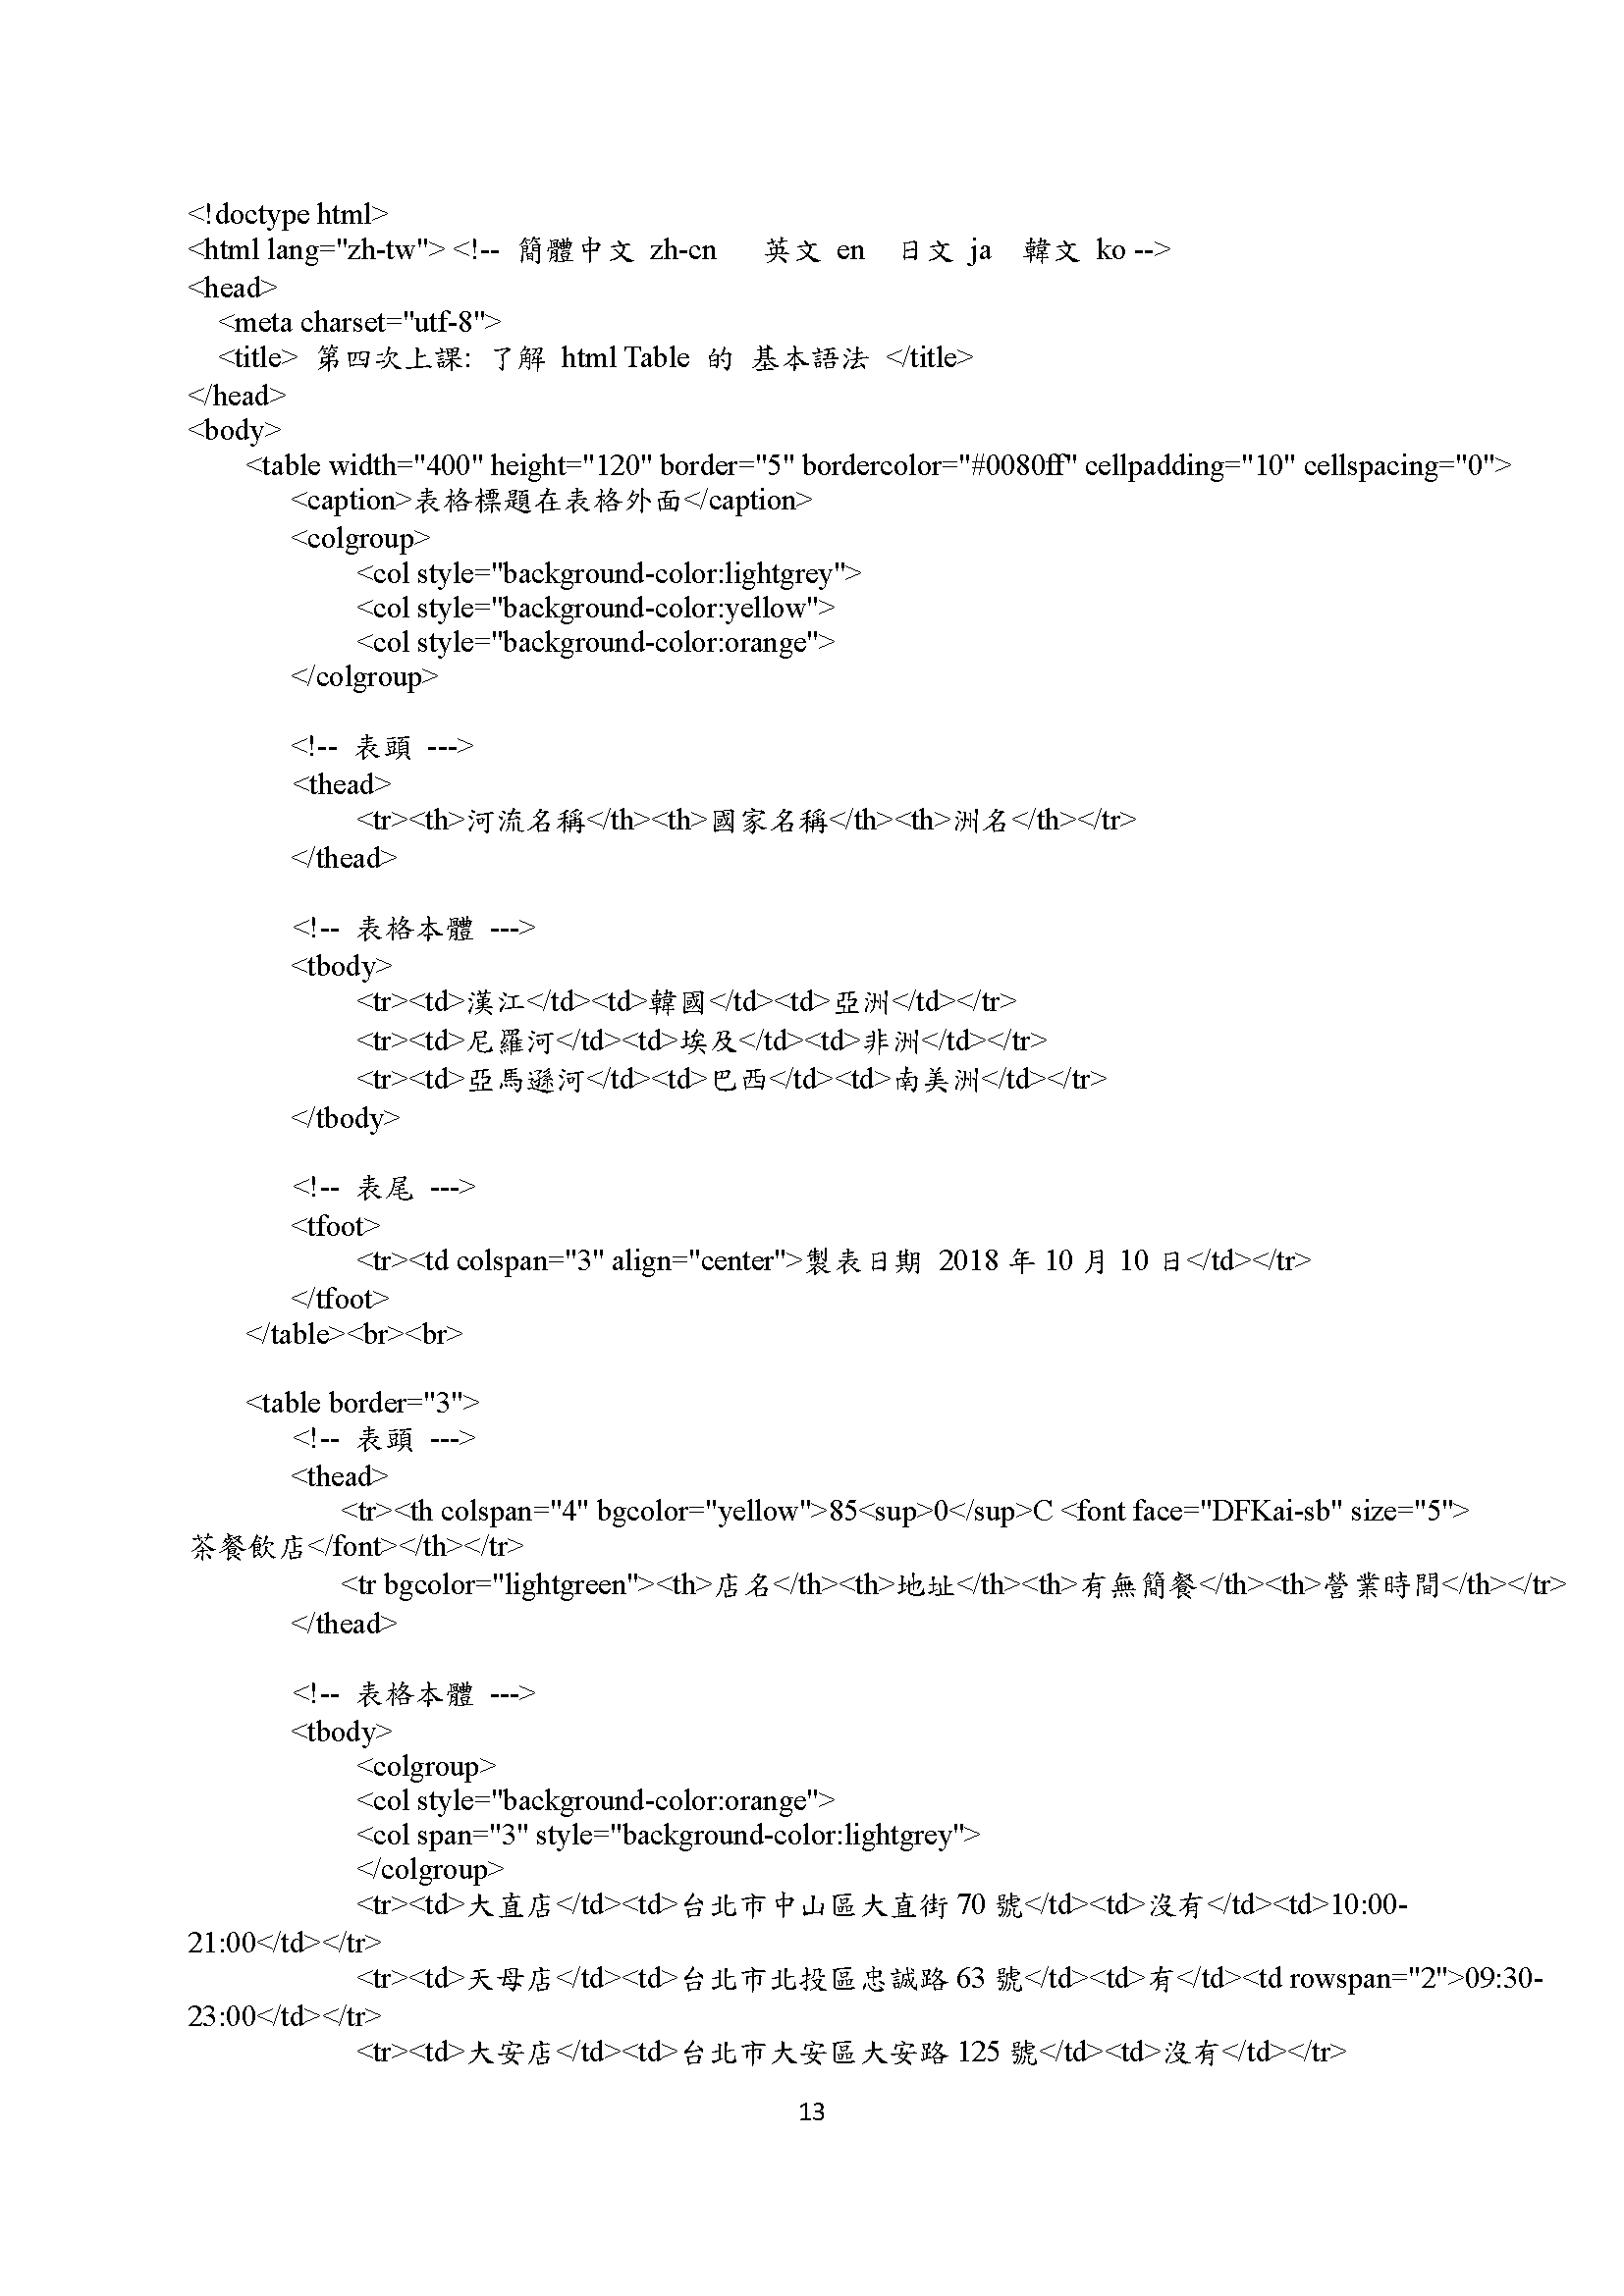 <!doctype html>
<html lang="zh-tw"> <!-- 簡體中文 zh-cn 英文 en 日文 ja 韓文 ko -->
<head>
<meta charset="utf-8">
<title> 第四次上課: 了解 html Table 的 基本語法 </title>
</head>
<body>
<table width="400" height="120" border="5" bordercolor="#0080ff" cellpadding="10" cellspacing="0">
<caption>表格標題在表格外面</caption>
<colgroup>
<col style="background-color:lightgrey">
<col style="background-color:yellow">
<col style="background-color:orange">
</colgroup>
<!-- 表頭 --->
<thead>
<tr><th>河流名稱</th><th>國家名稱</th><th>洲名</th></tr>
</thead>
<!-- 表格本體 --->
<tbody>
<tr><td>漢江</td><td>韓國</td><td>亞洲</td></tr>
<tr><td>尼羅河</td><td>埃及</td><td>非洲</td></tr>
<tr><td>亞馬遜河</td><td>巴西</td><td>南美洲</td></tr>
</tbody>
<!-- 表尾 --->
<tfoot>
<tr><td colspan="3" align="center">製表日期 2018 年 10 月 10 日</td></tr>
</tfoot>
</table><br><br>
<table border="3">
<!-- 表頭 --->
<thead>
<tr><th colspan="4" bgcolor="yellow">85<sup>0</sup>C <font face="DFKai-sb" size="5">
茶餐飲店</font></th></tr>
<tr bgcolor="lightgreen"><th>店名</th><th>地址</th><th>有無簡餐</th><th>營業時間</th></tr>
</thead>
<!-- 表格本體 --->
<tbody>
<colgroup>
<col style="background-color:orange">
<col span="3" style="background-color:lightgrey">
</colgroup>
<tr><td>大直店</td><td>台北市中山區大直街 70 號</td><td>沒有</td><td>10:00-
21:00</td></tr>
<tr><td>天母店</td><td>台北市北投區忠誠路 63 號</td><td>有</td><td rowspan="2">09:30-
23:00</td></tr>
<tr><td>大安店</td><td>台北市大安區大安路 125 號</td><td>沒有</td></tr>
13